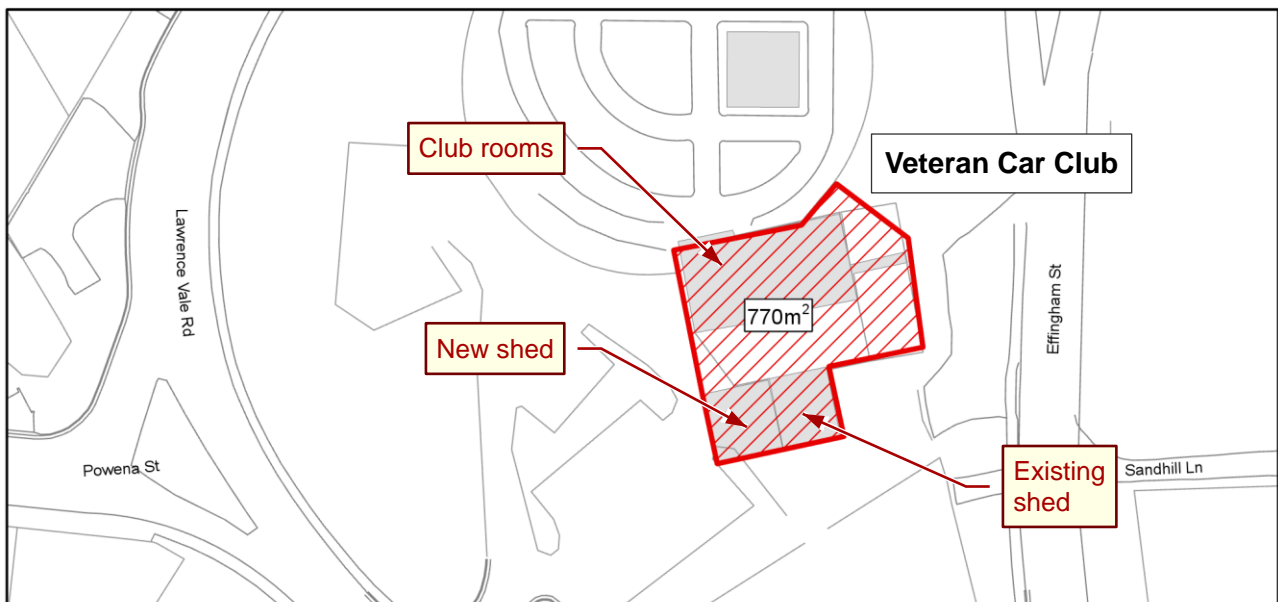 Club rooms
Veteran Car Club
Lawrence Vale Rd
770m²
Effingham St
New shed
Powena St
Existing
shed
Sandhill Ln